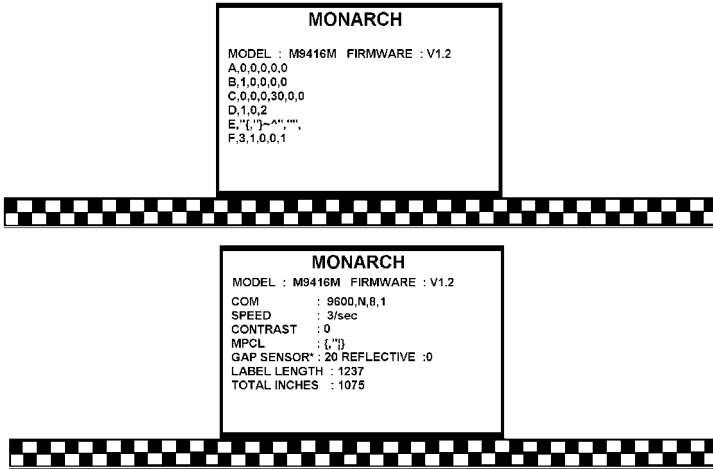 MONARCH
MODEL : M9416M FIRMWARE : V1.2
A,0,0,0,0,0
B,1,0,0,0,0
C,0,0,0,30,0,0
D,1,0,2
E,"{,"}~^","",
F,3,1,0,0,1
MONARCH
MODEL : M9416M FIRMWARE : V1.2
COM : 9600,N,8,1
SPEED : 3/sec
CONTRAST : 0
MPCL : {,"|}
GAP SENSOR* : 20 REFLECTIVE :0
LABEL LENGTH : 1237
TOTAL INCHES : 1075